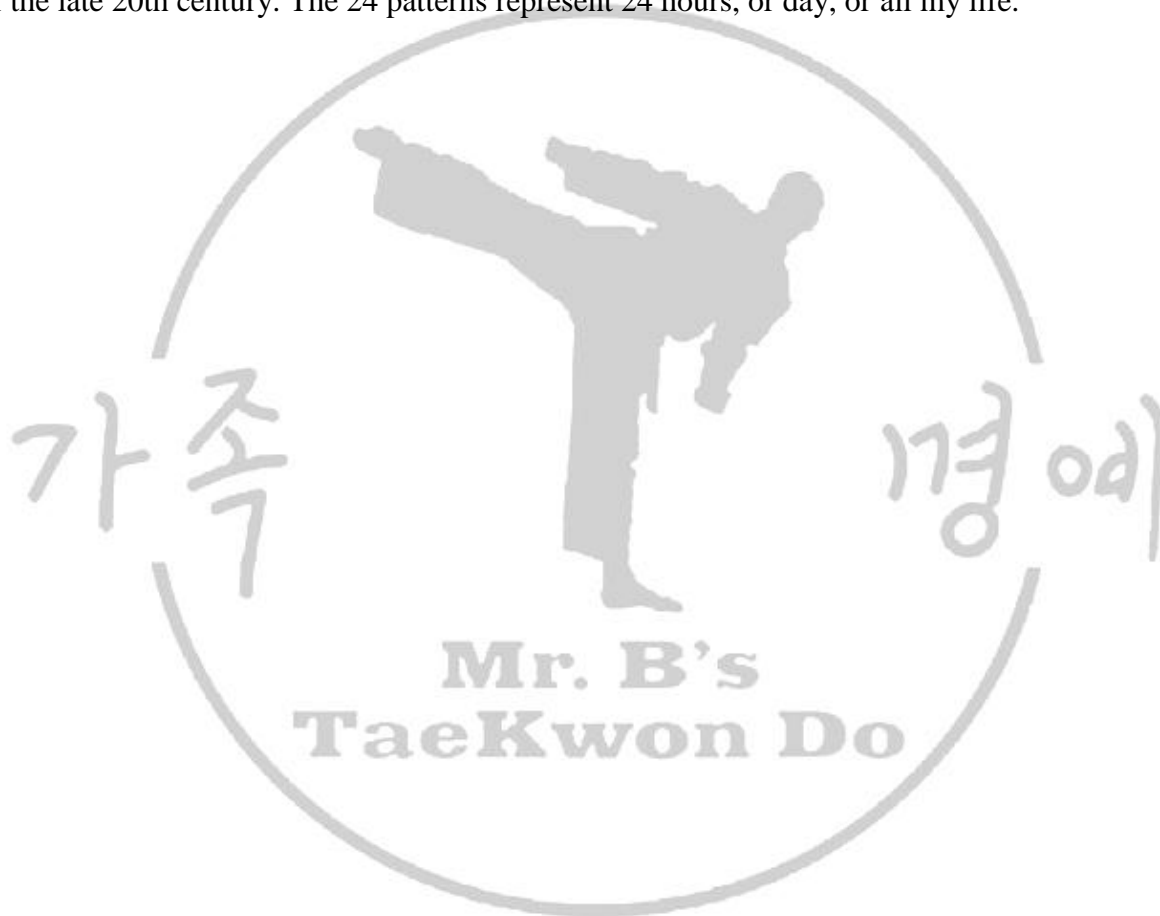 the late 20th century. The 24 patterns represent 24 hours, or day, or all my life.
가족 명예
Mr. B's
TaeKwon Do